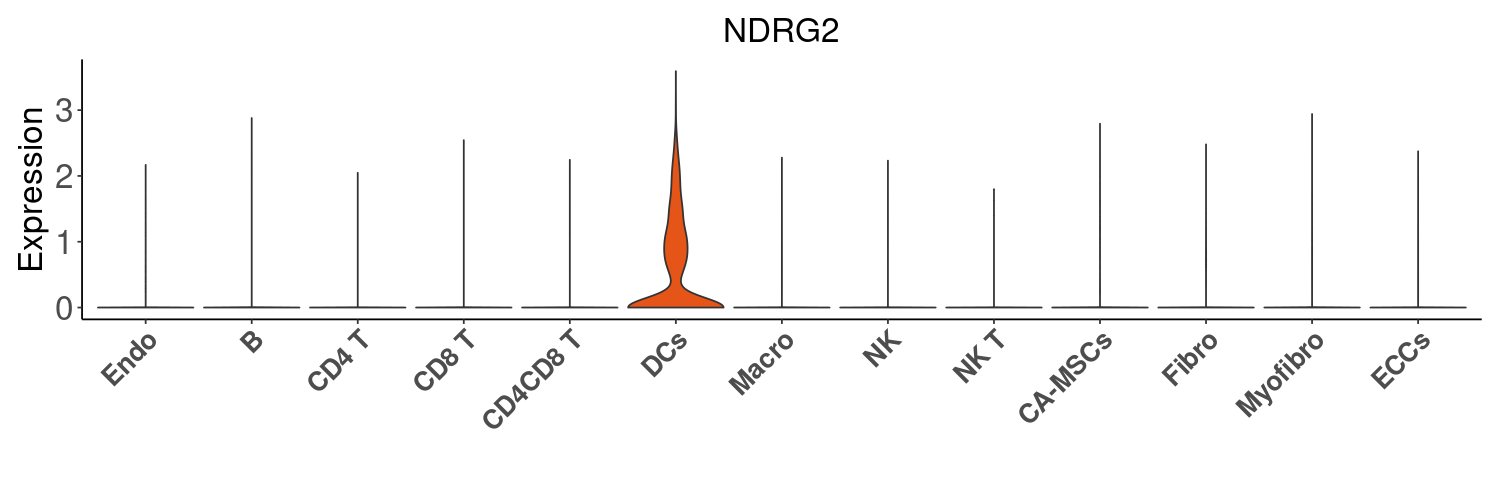 NDRG2
Expression
3
2
1
0
Endo
B
CD4 T
CD8 T
CD4CD8 T
DCs
Macro
NK
NK T
CA-MSCs
Fibro
Myofibro
ECCs